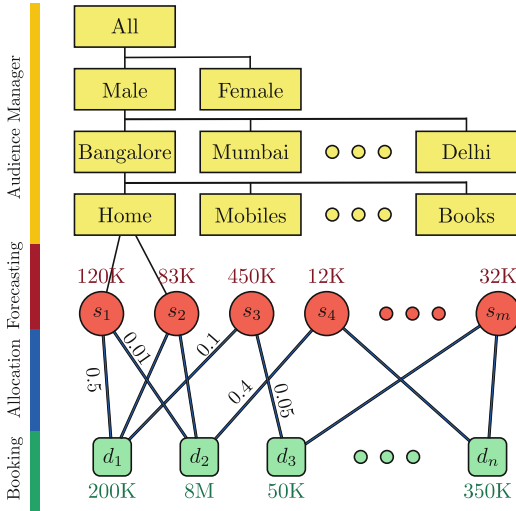 All
Male Female
Bangalore Mumbai Delhi
Home Mobiles Books
120K 83K 450K 12K 32K
s₁ s₂ s₃ s₄ sₘ
0.5 0.01 0.1 0.4 0.05
d₁ d₂ d₃ dₙ
200K 8M 50K 350K
Audience Manager
Forecasting
Allocation
Booking